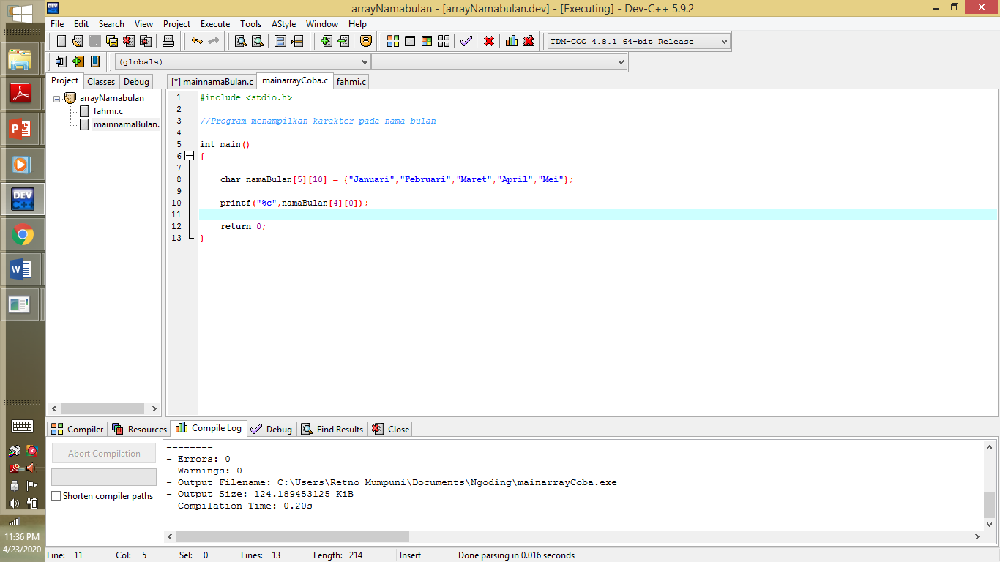 arrayNamabulan - [arrayNamabulan.dev] - [Executing] - Dev-C++ 5.9.2
File Edit Search View Project Execute Tools AStyle Window Help
TDM-GCC 4.8.1 64-bit Release
(globals)
Project Classes Debug
[*] mainnamaBulan.c mainarrayCoba.c fahmi.c
arrayNamabulan
fahmi.c
mainnamaBulan.
1 #include <stdio.h>
2
3 //Program menampilkan karakter pada nama bulan
4
5 int main()
6 {
7
8 char namaBulan[5][10] = {"Januari","Februari","Maret","April","Mei"};
9
10 printf("%c",namaBulan[4][0]);
11
12 return 0;
13 }
Compiler Resources Compile Log Debug Find Results Close
Abort Compilation
Shorten compiler paths
--------
- Errors: 0
- Warnings: 0
- Output Filename: C:\Users\Retno Mumpuni\Documents\Ngoding\mainarrayCoba.exe
- Output Size: 124.189453125 KiB
- Compilation Time: 0.20s
Line: 11 Col: 5 Sel: 0 Lines: 13 Length: 214 Insert Done parsing in 0.016 seconds
DEV C++
11:36 PM
4/23/2020